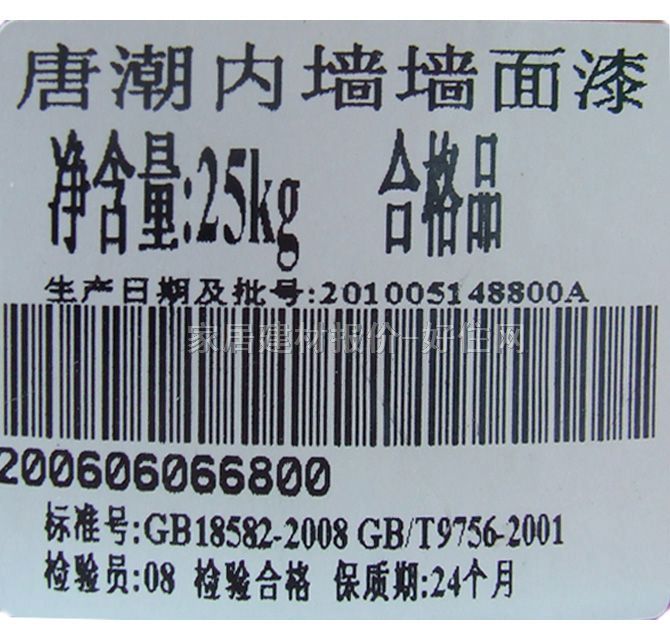 唐潮内墙墙面漆
净含量:25kg 合格品
生产日期及批号:201005148800A
家居建材报价-好住网
200606066800
标准号:GB18582-2008 GB/T9756-2001
检验员:08 检验合格 保质期:24个月